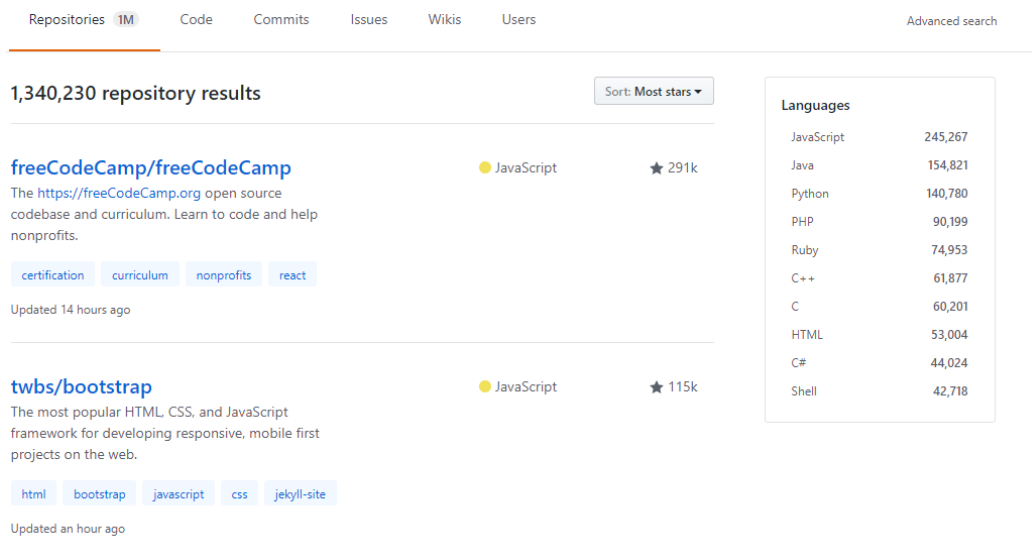 Repositories 1M Code Commits Issues Wikis Users Advanced search
1,340,230 repository results
Sort: Most stars
freeCodeCamp/freeCodeCamp
JavaScript
291k
The https://freeCodeCamp.org open source
codebase and curriculum. Learn to code and help
nonprofits.
certification curriculum nonprofits react
Updated 14 hours ago
twbs/bootstrap
JavaScript
115k
The most popular HTML, CSS, and JavaScript
framework for developing responsive, mobile first
projects on the web.
html bootstrap javascript css jekyll-site
Updated an hour ago
Languages
JavaScript 245,267
Java 154,821
Python 140,780
PHP 90,199
Ruby 74,953
C++ 61,877
C 60,201
HTML 53,004
C# 44,024
Shell 42,718